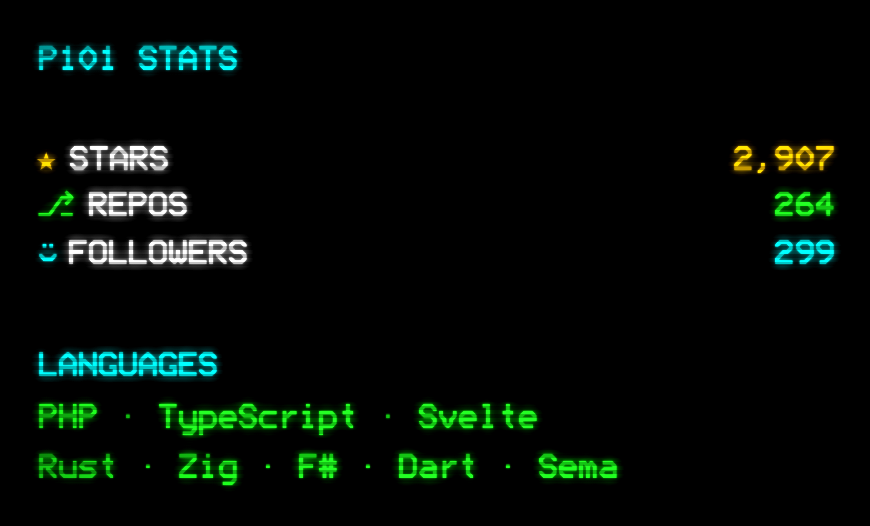 P101 STATS
★ STARS 2,907
⎇ REPOS 264
FOLLOWERS 299
LANGUAGES
PHP · TypeScript · Svelte
Rust · Zig · F# · Dart · Sema